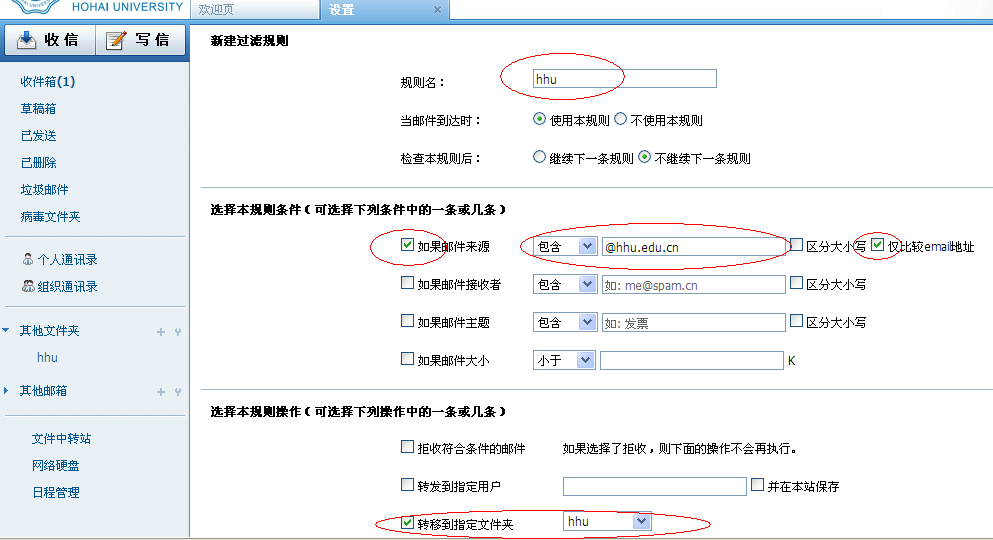 HOHAI UNIVERSITY
欢迎页
设置
收信
写信
收件箱(1)
草稿箱
已发送
已删除
垃圾邮件
病毒文件夹
个人通讯录
组织通讯录
其他文件夹
hhu
其他邮箱
文件中转站
网络硬盘
日程管理
新建过滤规则
规则名：
hhu
当邮件到达时： 使用本规则 不使用本规则
检查本规则后： 继续下一条规则 不继续下一条规则
选择本规则条件（可选择下列条件中的一条或几条）
如果邮件来源 包含 @hhu.edu.cn 区分大小写 仅比较email地址
如果邮件接收者 包含 如: me@spam.cn 区分大小写
如果邮件主题 包含 如: 发票 区分大小写
如果邮件大小 小于 K
选择本规则操作（可选择下列操作中的一条或几条）
拒收符合条件的邮件 如果选择了拒收，则下面的操作不会再执行。
转发到指定用户 并在本站保存
转移到指定文件夹 hhu